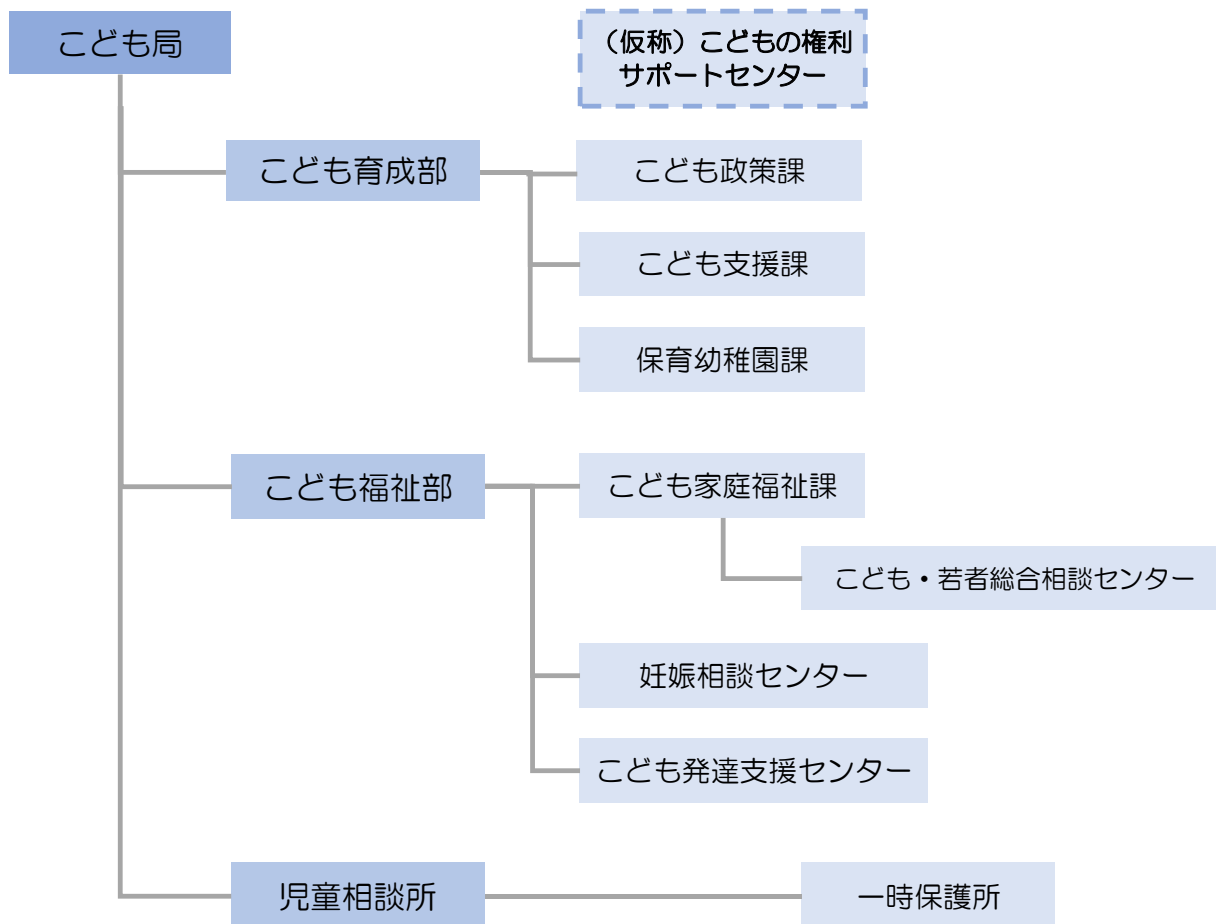 こども局
（仮称）こどもの権利
サポートセンター
こども育成部
こども政策課
こども支援課
保育幼稚園課
こども福祉部
こども家庭福祉課
こども・若者総合相談センター
妊娠相談センター
こども発達支援センター
児童相談所
一時保護所